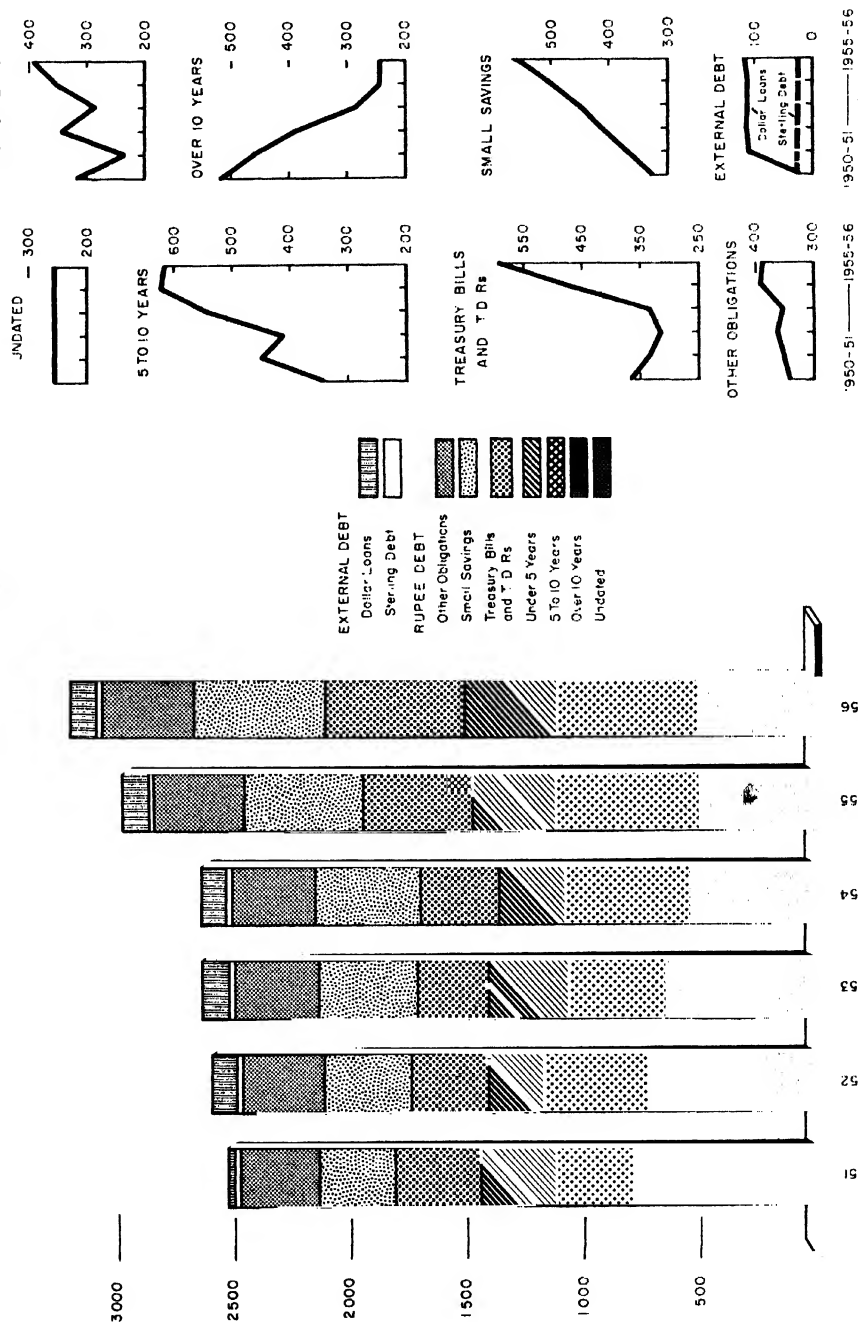 3000
2500
2000
1500
1000
500
51
52
53
54
55
56
EXTERNAL DEBT
Dollar Loans
Sterling Debt
RUPEE DEBT
Other Obligations
Small Savings
Treasury Bills
and T D Rs
Under 5 Years
5 To 10 Years
Over 10 Years
Undated
UNDATED
300
200
400
300
200
5 TO 10 YEARS
600
500
400
300
200
OVER 10 YEARS
500
400
300
200
TREASURY BILLS
AND T. D Rs
550
450
350
250
SMALL SAVINGS
500
400
300
OTHER OBLIGATIONS
400
300
1950-51 1955-56
EXTERNAL DEBT
100
0
Dollar Loans
Sterling Debt
1950-51 1955-56